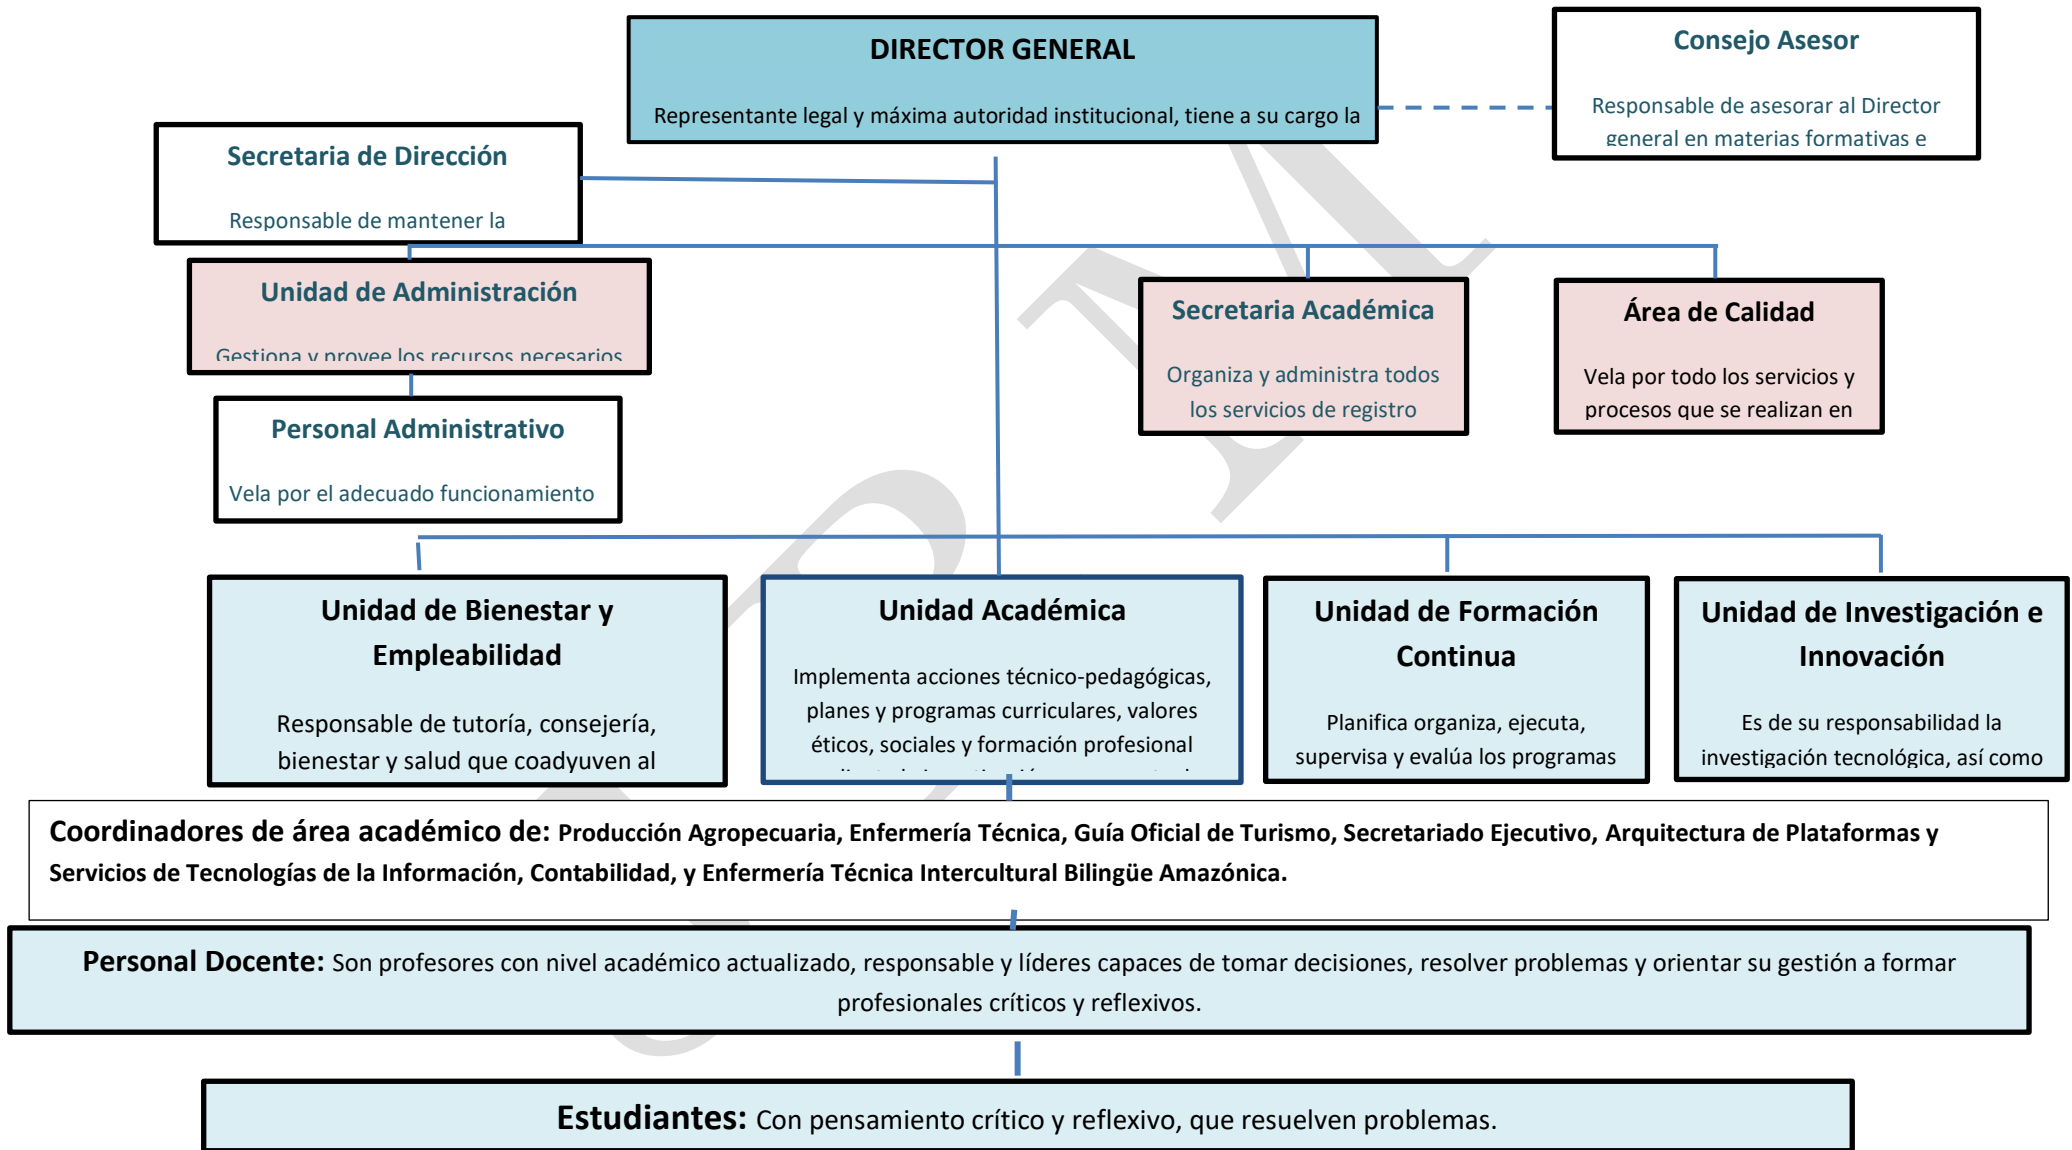 DIRECTOR GENERAL
Representante legal y máxima autoridad institucional, tiene a su cargo la
Consejo Asesor
Responsable de asesorar al Director
general en materias formativas e
Secretaria de Dirección
Responsable de mantener la
Unidad de Administración
Gestiona y provee los recursos necesarios
Secretaria Académica
Organiza y administra todos
los servicios de registro
Área de Calidad
Vela por todo los servicios y
procesos que se realizan en
Personal Administrativo
Vela por el adecuado funcionamiento
Unidad de Bienestar y
Empleabilidad
Responsable de tutoría, consejería,
bienestar y salud que coadyuven al
Unidad Académica
Implementa acciones técnico-pedagógicas,
planes y programas curriculares, valores
éticos, sociales y formación profesional
Unidad de Formación
Continua
Planifica organiza, ejecuta,
supervisa y evalúa los programas
Unidad de Investigación e
Innovación
Es de su responsabilidad la
investigación tecnológica, así como
Coordinadores de área académico de: Producción Agropecuaria, Enfermería Técnica, Guía Oficial de Turismo, Secretariado Ejecutivo, Arquitectura de Plataformas y
Servicios de Tecnologías de la Información, Contabilidad, y Enfermería Técnica Intercultural Bilingüe Amazónica.
Personal Docente: Son profesores con nivel académico actualizado, responsable y líderes capaces de tomar decisiones, resolver problemas y orientar su gestión a formar
profesionales críticos y reflexivos.
Estudiantes: Con pensamiento crítico y reflexivo, que resuelven problemas.